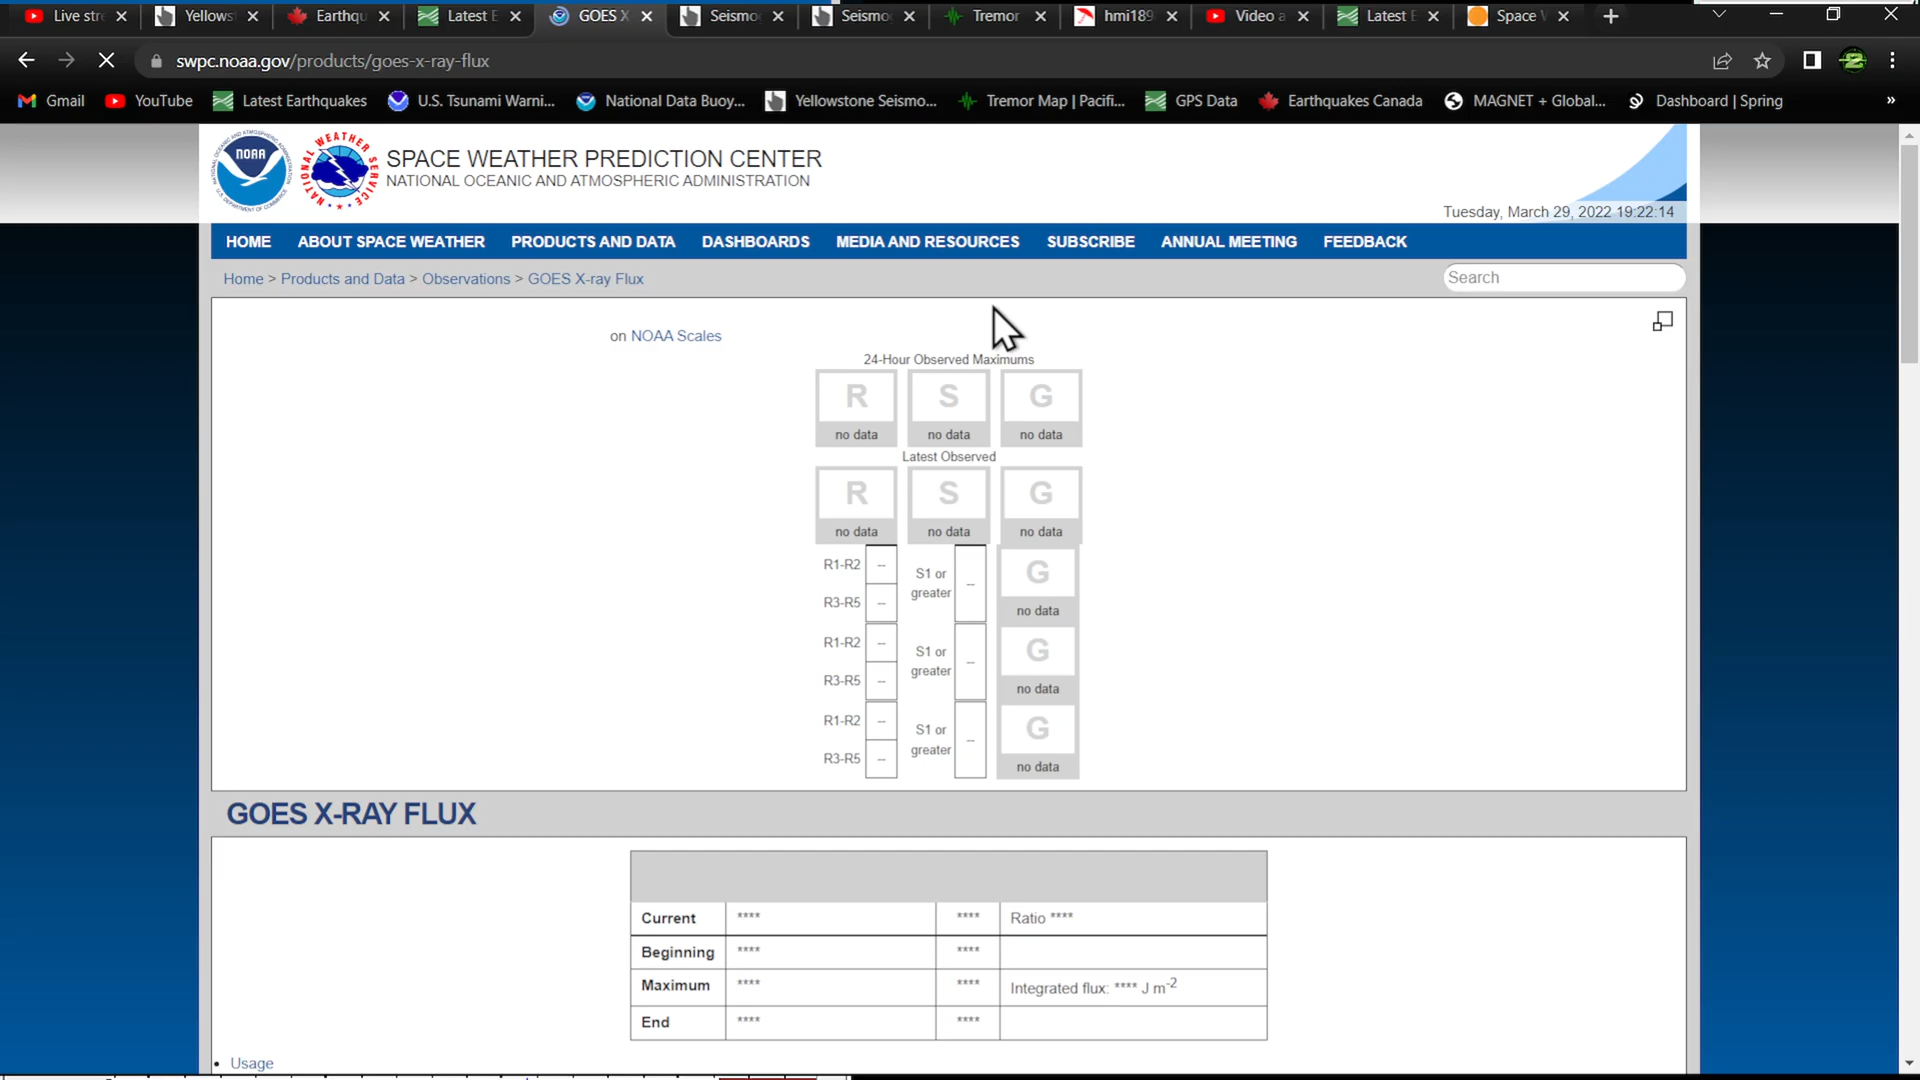 Live stre
Yellows
Earthqu
Latest E
GOES X
Seismo
Seismo
Tremor
hmi189
Video a
Latest E
Space V
swpc.noaa.gov/products/goes-x-ray-flux
Gmail
YouTube
Latest Earthquakes
U.S. Tsunami Warni...
National Data Buoy...
Yellowstone Seismo...
Tremor Map | Pacifi...
GPS Data
Earthquakes Canada
MAGNET + Global...
Dashboard | Spring
»
NOAA
NATIONAL WEATHER SERVICE
SPACE WEATHER PREDICTION CENTER
NATIONAL OCEANIC AND ATMOSPHERIC ADMINISTRATION
Tuesday, March 29, 2022 19:22:14
HOME ABOUT SPACE WEATHER PRODUCTS AND DATA DASHBOARDS MEDIA AND RESOURCES SUBSCRIBE ANNUAL MEETING FEEDBACK
Home > Products and Data > Observations > GOES X-ray Flux
Search
on NOAA Scales
24-Hour Observed Maximums
R S G
no data no data no data
Latest Observed
R S G
no data no data no data
R1-R2 -- S1 or greater -- G
R3-R5 -- no data
R1-R2 -- S1 or greater -- G
R3-R5 -- no data
R1-R2 -- S1 or greater -- G
R3-R5 -- no data
GOES X-RAY FLUX
Current **** **** Ratio ****
Beginning **** ****
Maximum **** **** Integrated flux: **** J m-2
End **** ****
• Usage